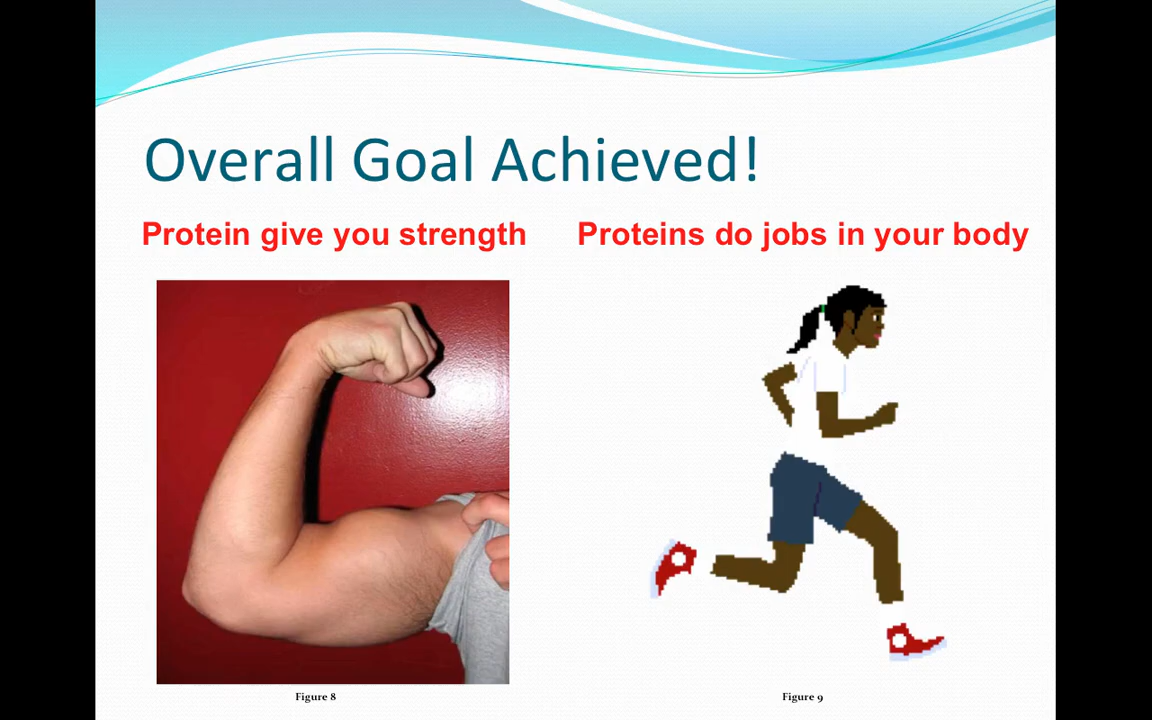 Overall Goal Achieved!
Protein give you strength
Proteins do jobs in your body
Figure 8
Figure 9